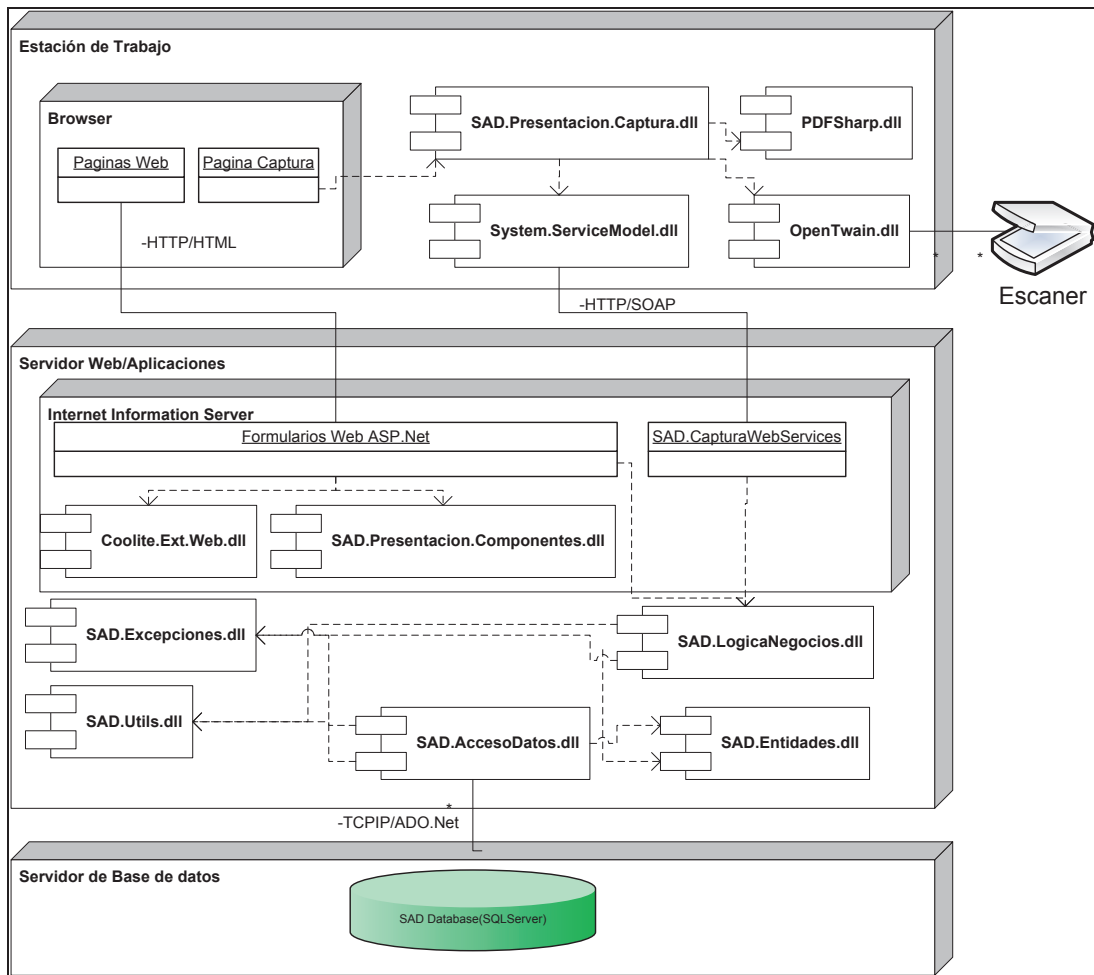 Estación de Trabajo
Browser
Paginas Web
Pagina Captura
SAD.Presentacion.Captura.dll
PDFSharp.dll
System.ServiceModel.dll
OpenTwain.dll
-HTTP/HTML
*
*
Escaner
-HTTP/SOAP
Servidor Web/Aplicaciones
Internet Information Server
Formularios Web ASP.Net
SAD.CapturaWebServices
Coolite.Ext.Web.dll
SAD.Presentacion.Componentes.dll
SAD.Excepciones.dll
SAD.LogicaNegocios.dll
SAD.Utils.dll
SAD.AccesoDatos.dll
SAD.Entidades.dll
*
-TCPIP/ADO.Net
Servidor de Base de datos
SAD Database(SQLServer)